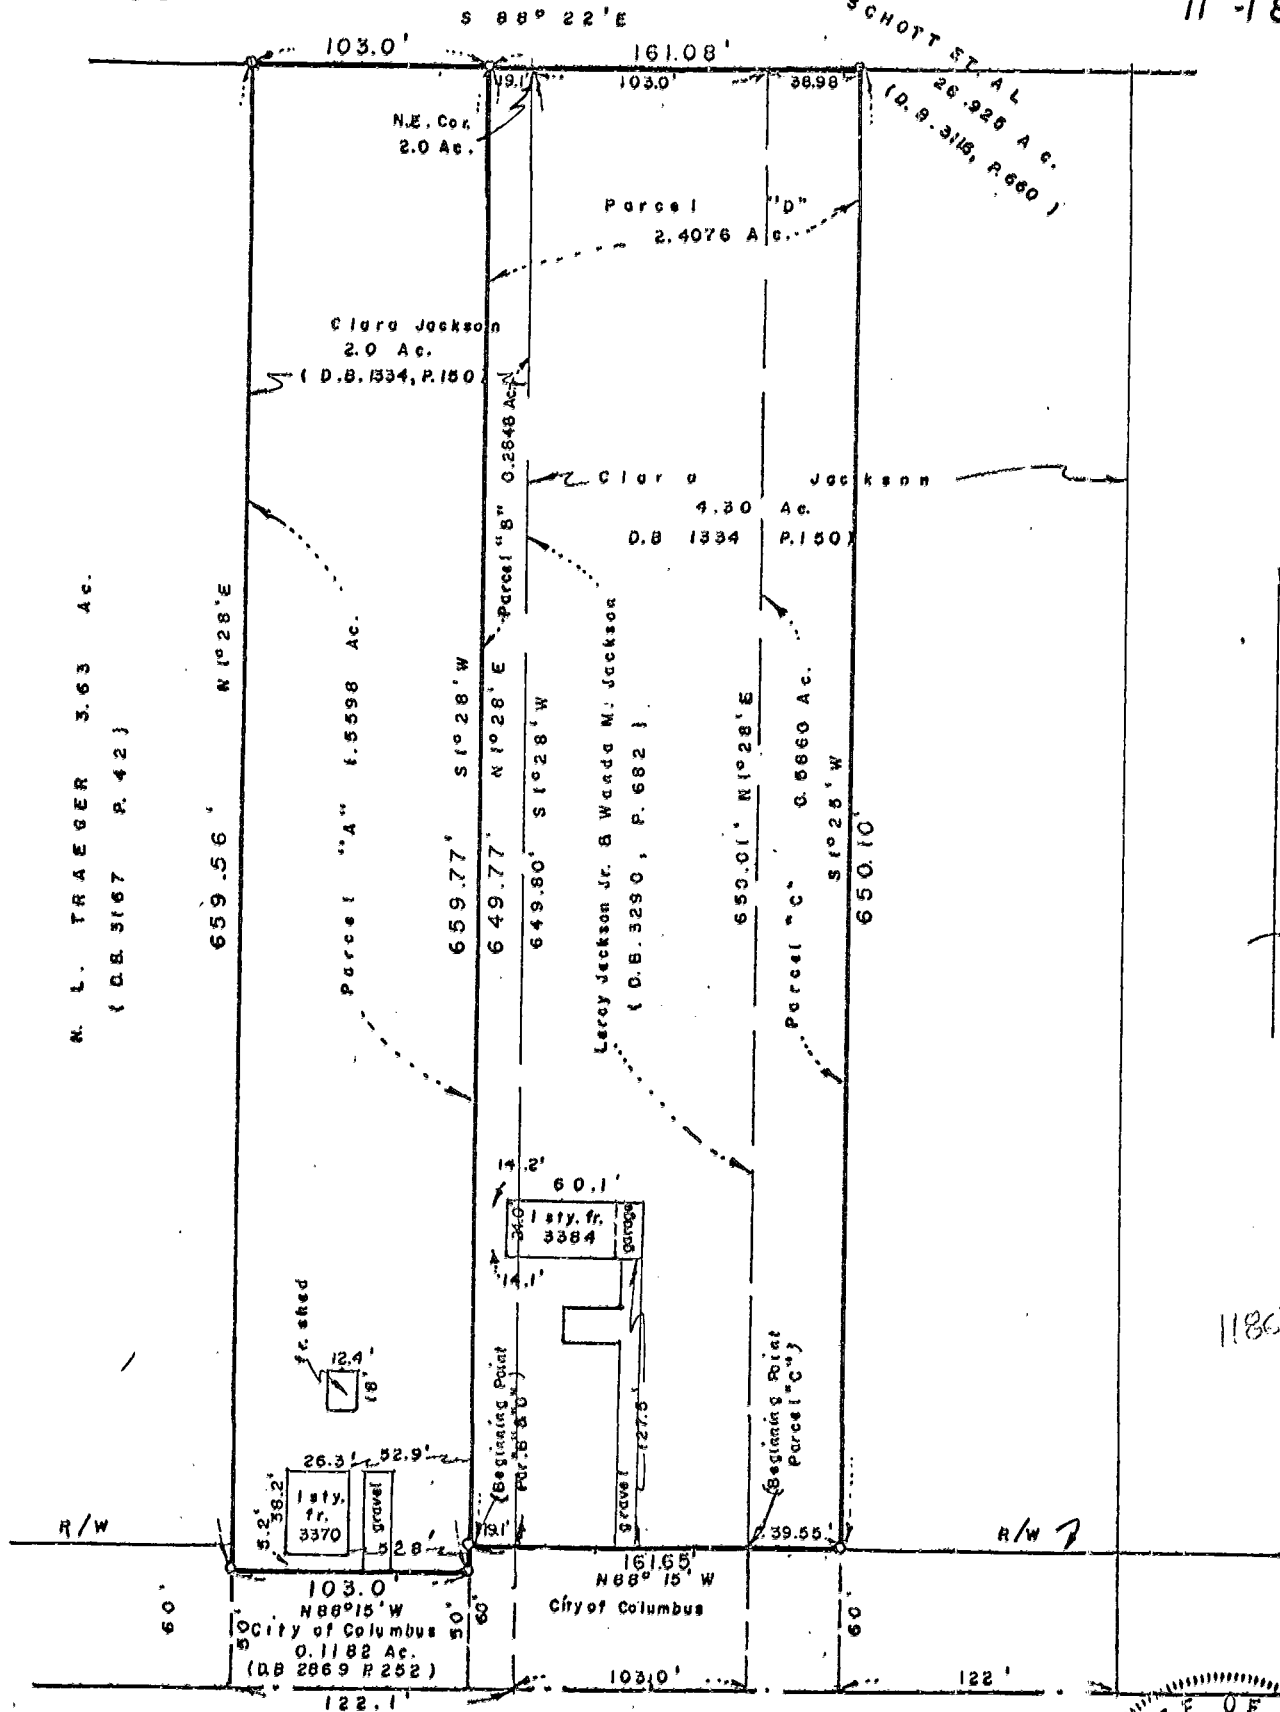 S 88° 22' E
103.0'
161.08'
19.1'
103.0'
38.98
SCHOTT ET AL
26.925 Ac.
(D.B. 3115, P. 660)
N.E. Cor.
2.0 Ac.
Parcel "D"
2.4076 Ac.
Clara Jackson
2.0 Ac.
(D.B. 1334, P. 150)
Parcel "B" 0.2848 Ac.
Clara Jackson
4.30 Ac.
D.B 1334 P. 150)
N. L. TRAEGER 3.63 Ac.
(D.B. 3167 P. 42)
659.56' N 1° 28' E
Parcel "A" 1.5598 Ac.
659.77' S 1° 28' W
649.77' N 1° 28' E
649.80' S 1° 28' W
Leroy Jackson Jr. & Wanda M. Jackson
(D.B. 3290, P. 682)
650.01' N 1° 28' E
Parcel "C" 0.5860 Ac.
S 1° 25' W
650.10'
14.2'
60.1'
24.0'
1 sty. fr.
3384
garage
14.1'
fr. shed
12.4'
18'
26.3'
52.9'
38.2'
5.2'
1 sty.
fr.
3370
gravel
52.8'
(Beginning Point
Par. "B" & "D")
127.5'
gravel
(Beginning Point
Parcel "C")
R/W
19.1'
39.55'
R/W
161.65'
N 88° 15' W
City of Columbus
103.0'
N 88° 15' W
City of Columbus
0.1182 Ac.
(D.B 2869 P. 252)
60'
50'
50'
60'
60'
122.1'
103.0'
122'
E OF